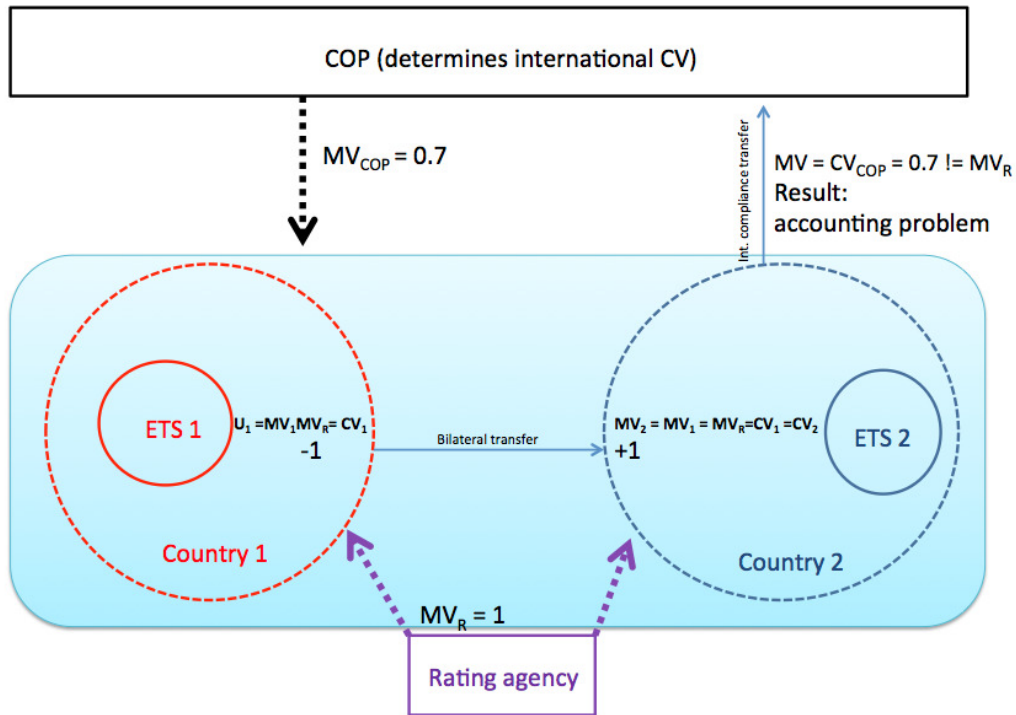 COP (determines international CV)
MV_COP = 0.7
Int. compliance transfer
MV = CV_COP = 0.7 != MV_R
Result:
accounting problem
ETS 1
U_1 =MV_1MV_R= CV_1
-1
Bilateral transfer
MV_2 = MV_1 = MV_R=CV_1 =CV_2
+1
ETS 2
Country 1
Country 2
MV_R = 1
Rating agency